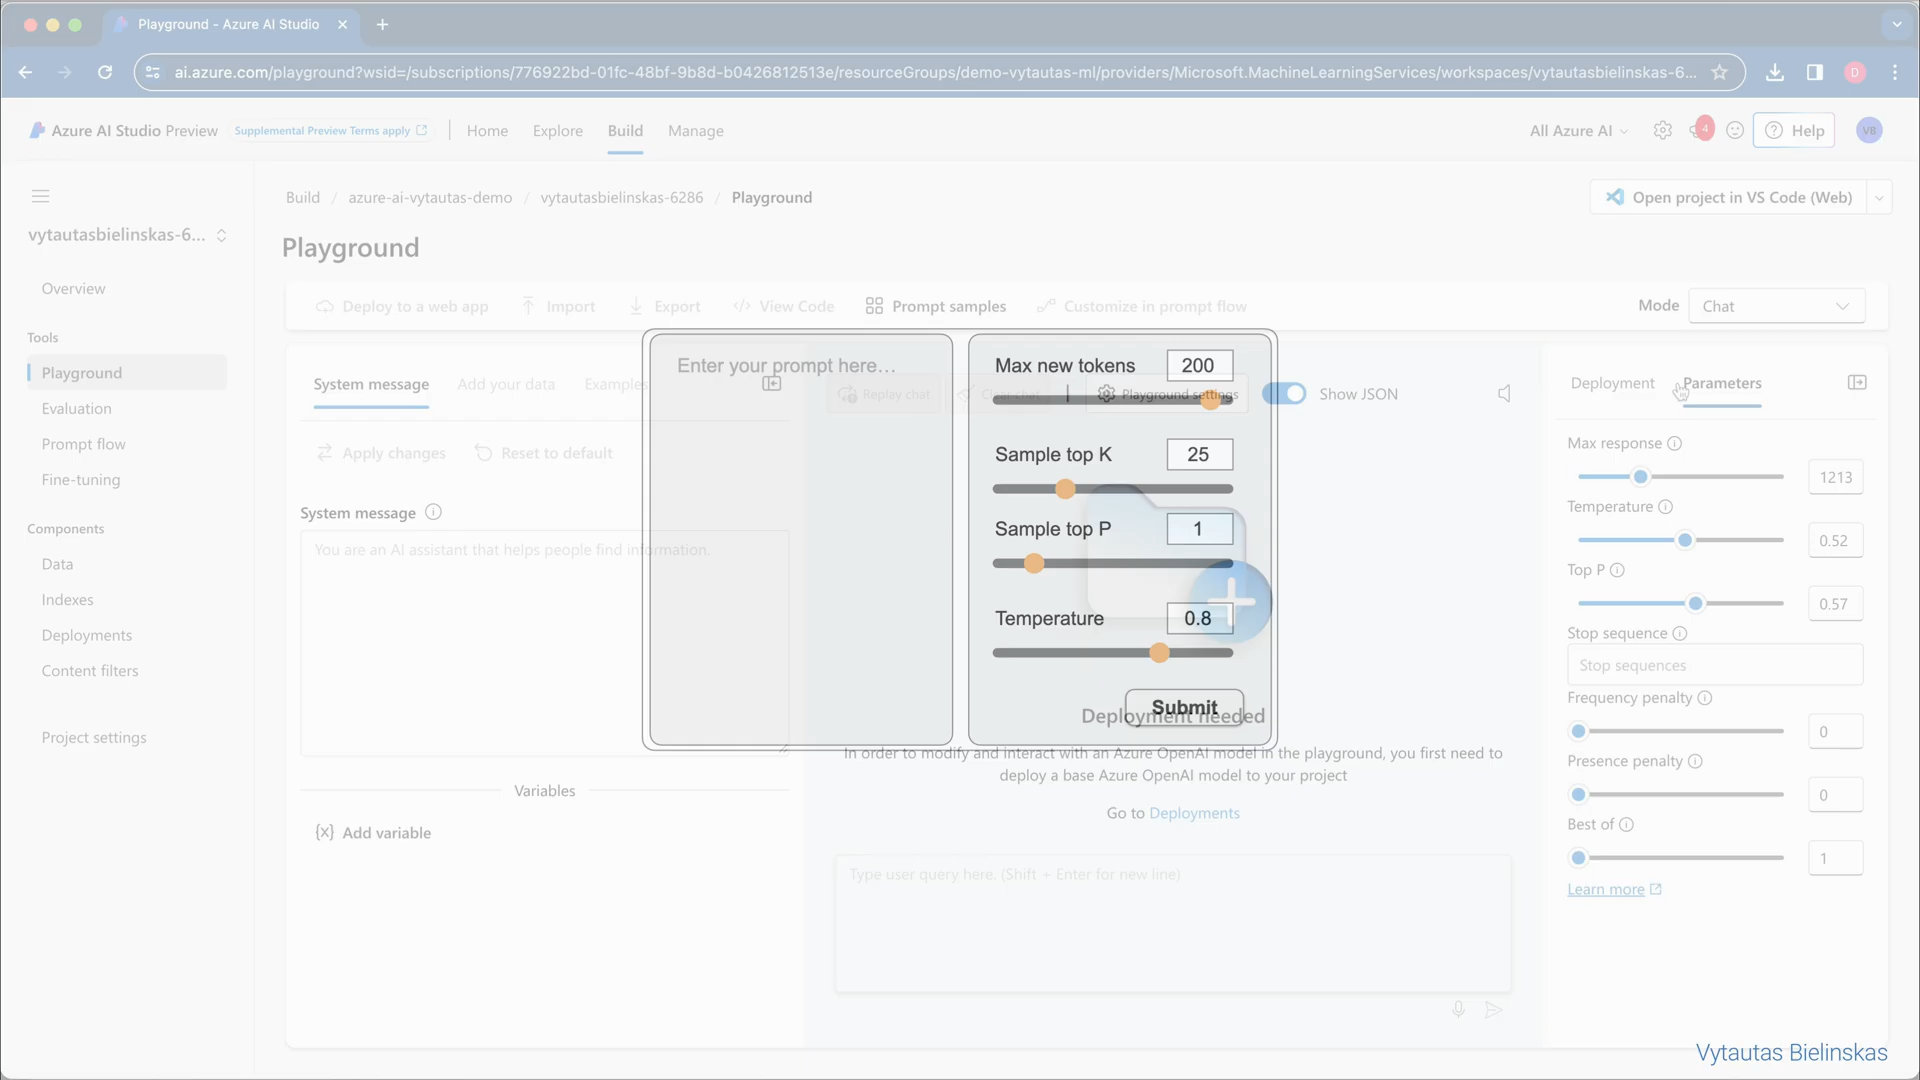 Playground - Azure AI Studio
ai.azure.com/playground?wsid=/subscriptions/776922bd-01fc-48bf-9b8d-b0426812513e/resourceGroups/demo-vytautas-ml/providers/Microsoft.MachineLearningServices/workspaces/vytautasbielinskas-6...
D
Azure AI Studio Preview
Supplemental Preview Terms apply
Home
Explore
Build
Manage
All Azure AI
4
Help
VB
Build / azure-ai-vytautas-demo / vytautasbielinskas-6286 / Playground
Open project in VS Code (Web)
vytautasbielinskas-6...
Playground
Overview
Tools
Playground
Evaluation
Prompt flow
Fine-tuning
Components
Data
Indexes
Deployments
Content filters
Project settings
Deploy to a web app
Import
Export
View Code
Prompt samples
Customize in prompt flow
Mode
Chat
System message
Add your data
Examples
Apply changes
Reset to default
System message
You are an AI assistant that helps people find information.
Variables
{x} Add variable
Enter your prompt here...
Max new tokens 200
Sample top K 25
Sample top P 1
Temperature 0.8
Submit
Replay chat
Clear chat
Playground settings
Show JSON
Deployment needed
In order to modify and interact with an Azure OpenAI model in the playground, you first need to
deploy a base Azure OpenAI model to your project
Go to Deployments
Type user query here. (Shift + Enter for new line)
Deployment
Parameters
Max response
1213
Temperature
0.52
Top P
0.57
Stop sequence
Stop sequences
Frequency penalty
0
Presence penalty
0
Best of
1
Learn more
Vytautas Bielinskas